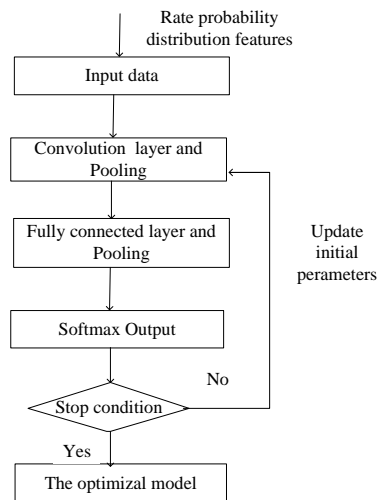 Rate probability
distribution features
Input data
Convolution layer and
Pooling
Fully connected layer and
Pooling
Update
initial
perameters
Softmax Output
No
Stop condition
Yes
The optimizal model